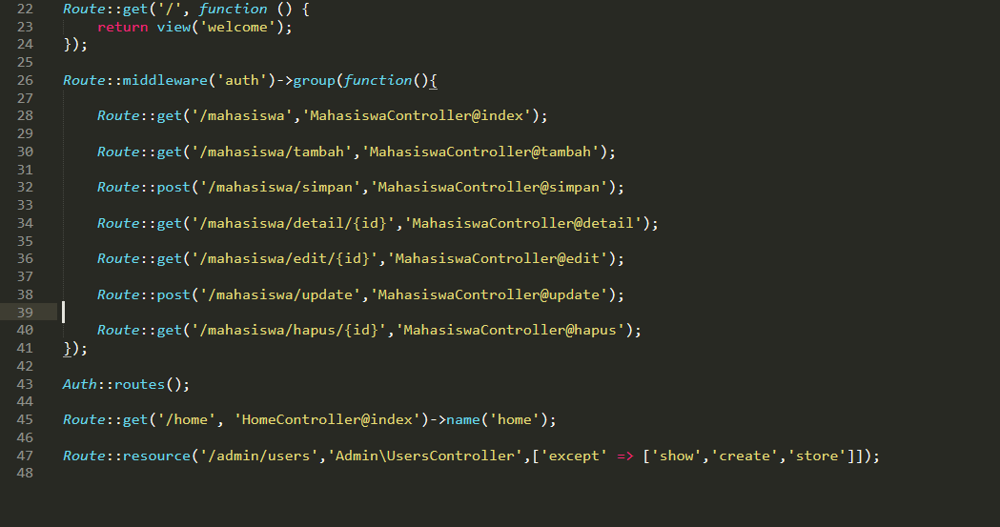 22 Route::get('/', function () {
23     return view('welcome');
24 });
25
26 Route::middleware('auth')->group(function(){
27
28     Route::get('/mahasiswa','MahasiswaController@index');
29
30     Route::get('/mahasiswa/tambah','MahasiswaController@tambah');
31
32     Route::post('/mahasiswa/simpan','MahasiswaController@simpan');
33
34     Route::get('/mahasiswa/detail/{id}','MahasiswaController@detail');
35
36     Route::get('/mahasiswa/edit/{id}','MahasiswaController@edit');
37
38     Route::post('/mahasiswa/update','MahasiswaController@update');
39
40     Route::get('/mahasiswa/hapus/{id}','MahasiswaController@hapus');
41 });
42
43 Auth::routes();
44
45 Route::get('/home', 'HomeController@index')->name('home');
46
47 Route::resource('/admin/users','Admin\UsersController',['except' => ['show','create','store']]);
48